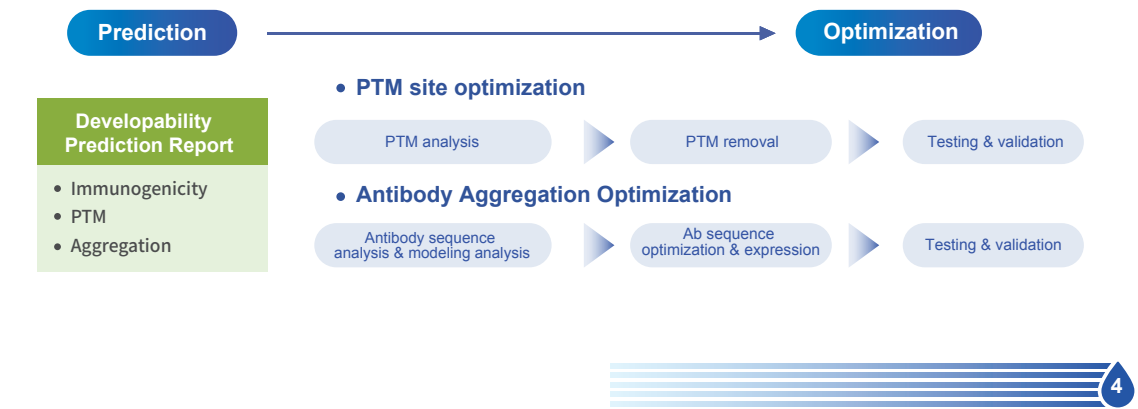 Prediction
Optimization
Developability
Prediction Report
• Immunogenicity
• PTM
• Aggregation
• PTM site optimization
PTM analysis
PTM removal
Testing & validation
• Antibody Aggregation Optimization
Antibody sequence
analysis & modeling analysis
Ab sequence
optimization & expression
Testing & validation
4